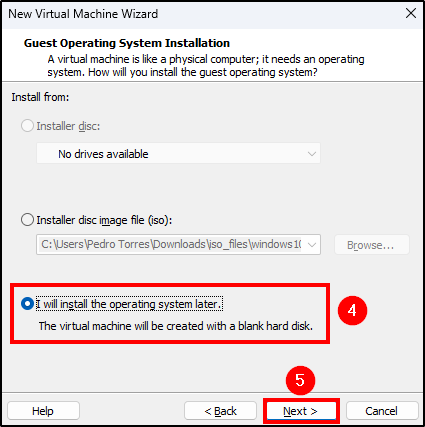 New Virtual Machine Wizard
Guest Operating System Installation
A virtual machine is like a physical computer; it needs an operating
system. How will you install the guest operating system?
Install from:
Installer disc:
No drives available
Installer disc image file (iso):
C:\Users\Pedro Torres\Downloads\iso_files\windows10
Browse...
I will install the operating system later.
The virtual machine will be created with a blank hard disk.
4
5
Help
< Back
Next >
Cancel